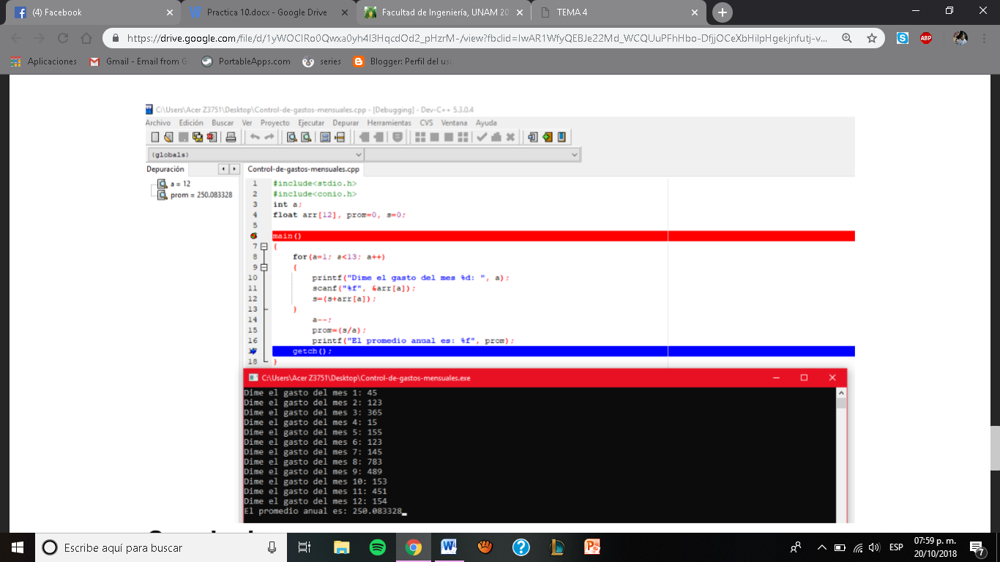 (4) Facebook
Practica 10.docx - Google Drive
Facultad de Ingeniería, UNAM 20
TEMA 4
https://drive.google.com/file/d/1yWOClRo0Qwxa0yh4l3HqcdOd2_pHzrM-/view?fbclid=IwAR1WfyQEBJe22Md_WCQUuPFhHbo-DfjjOCeXbHilpHgekjnfutj-v...
ABP
Aplicaciones
Gmail - Email from G
PortableApps.com
series
Blogger: Perfil del usu
C:\Users\Acer Z3751\Desktop\Control-de-gastos-mensuales.cpp - [Debugging] - Dev-C++ 5.3.0.4
Archivo Edición Buscar Ver Proyecto Ejecutar Depurar Herramientas CVS Ventana Ayuda
(globals)
Depuración
a = 12
prom = 250.083328
Control-de-gastos-mensuales.cpp
1 #include<stdio.h>
2 #include<conio.h>
3 int a;
4 float arr[12], prom=0, s=0;
5
main()
7 {
8 for(a=1; a<13; a++)
9 {
10 printf("Dime el gasto del mes %d: ", a);
11 scanf("%f", &arr[a]);
12 s=(s+arr[a]);
13 }
14 a--;
15 prom=(s/a);
16 printf("El promedio anual es: %f", prom);
getch();
18 }
C:\Users\Acer Z3751\Desktop\Control-de-gastos-mensuales.exe
Dime el gasto del mes 1: 45
Dime el gasto del mes 2: 123
Dime el gasto del mes 3: 365
Dime el gasto del mes 4: 15
Dime el gasto del mes 5: 155
Dime el gasto del mes 6: 123
Dime el gasto del mes 7: 145
Dime el gasto del mes 8: 783
Dime el gasto del mes 9: 489
Dime el gasto del mes 10: 153
Dime el gasto del mes 11: 451
Dime el gasto del mes 12: 154
El promedio anual es: 250.083328
Escribe aquí para buscar
ESP
07:59 p. m.
20/10/2018
7